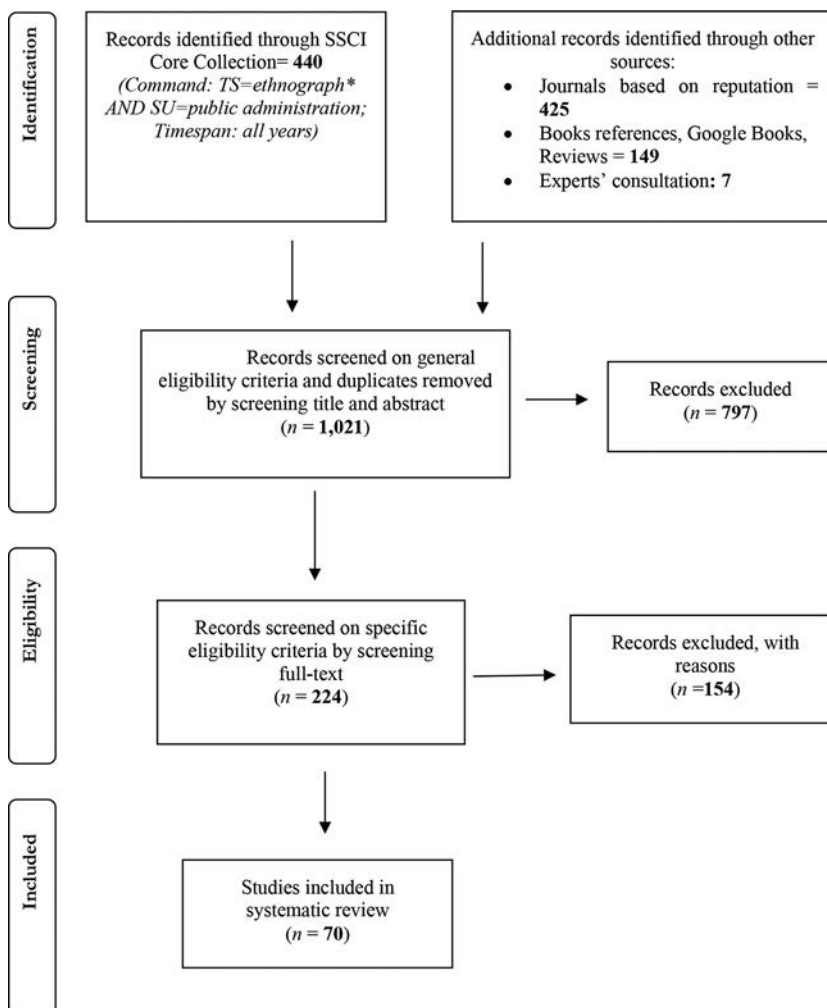 Identification
Records identified through SSCI
Core Collection= 440
(Command: TS=ethnograph*
AND SU=public administration;
Timespan: all years)
Additional records identified through other
sources:
• Journals based on reputation =
425
• Books references, Google Books,
Reviews = 149
• Experts' consultation: 7
Screening
Records screened on general
eligibility criteria and duplicates removed
by screening title and abstract
(n = 1,021)
Records excluded
(n = 797)
Eligibility
Records screened on specific
eligibility criteria by screening
full-text
(n = 224)
Records excluded, with
reasons
(n =154)
Included
Studies included in
systematic review
(n = 70)